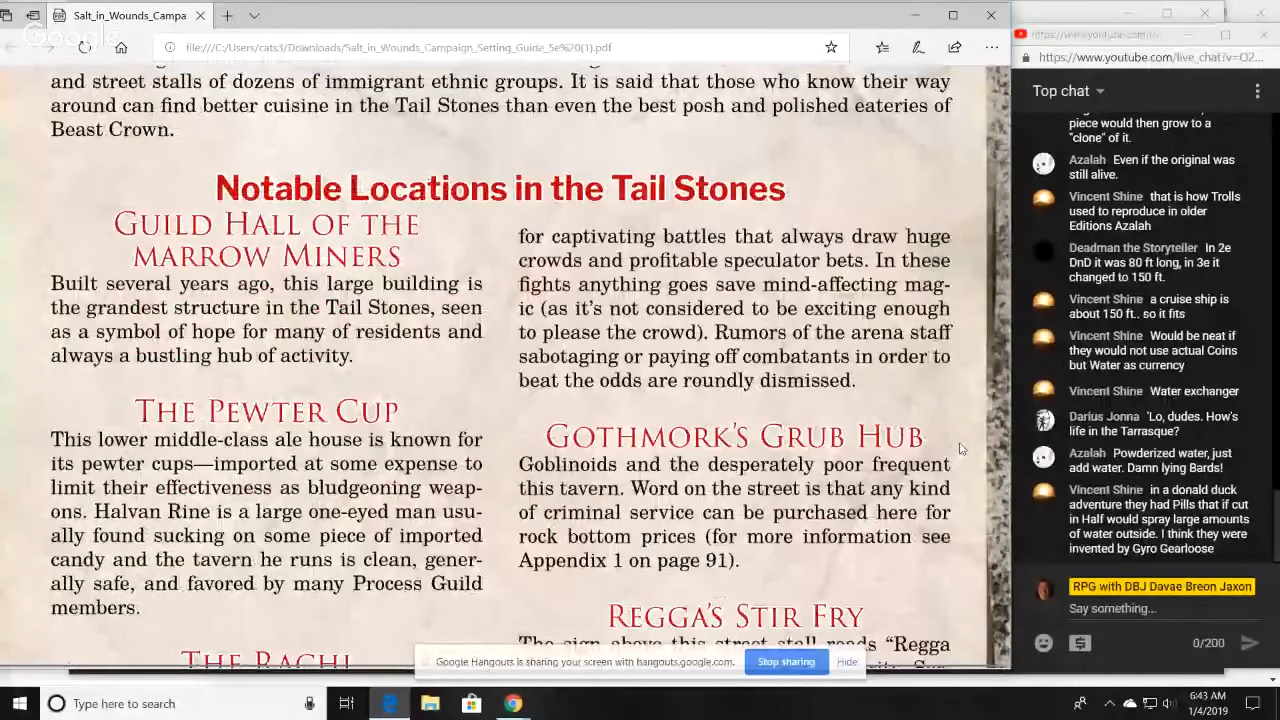 Salt_in_Wounds_Campa
Google
file:///C:/Users/cats3/Downloads/Salt_in_Wounds_Campaign_Setting_Guide_5e%20(1).pdf
and street stalls of dozens of immigrant ethnic groups. It is said that those who know their way
around can find better cuisine in the Tail Stones than even the best posh and polished eateries of
Beast Crown.
Notable Locations in the Tail Stones
Guild Hall of the
marrow Miners
Built several years ago, this large building is
the grandest structure in the Tail Stones, seen
as a symbol of hope for many of residents and
always a bustling hub of activity.
The Pewter Cup
This lower middle-class ale house is known for
its pewter cups—imported at some expense to
limit their effectiveness as bludgeoning weap-
ons. Halvan Rine is a large one-eyed man usu-
ally found sucking on some piece of imported
candy and the tavern he runs is clean, gener-
ally safe, and favored by many Process Guild
members.
for captivating battles that always draw huge
crowds and profitable speculator bets. In these
fights anything goes save mind-affecting mag-
ic (as it's not considered to be exciting enough
to please the crowd). Rumors of the arena staff
sabotaging or paying off combatants in order to
beat the odds are roundly dismissed.
Gothmork's Grub Hub
Goblinoids and the desperately poor frequent
this tavern. Word on the street is that any kind
of criminal service can be purchased here for
rock bottom prices (for more information see
Appendix 1 on page 91).
Regga's Stir Fry
The sign above this street stall reads “Regga
Google Hangouts is sharing your screen with hangouts.google.com.
Stop sharing
Hide
https://www.youtube.com/live_chat?v=O2...
Top chat
piece would then grow to a
"clone" of it.
Azalah Even if the original was
still alive.
Vincent Shine that is how Trolls
used to reproduce in older
Editions Azalah
Deadman the Storyteller In 2e
DnD it was 80 ft long, in 3e it
changed to 150 ft.
Vincent Shine a cruise ship is
about 150 ft.. so it fits
Vincent Shine Would be neat if
they would not use actual Coins
but Water as currency
Vincent Shine Water exchanger
Darius Jonna 'Lo, dudes. How's
life in the Tarrasque?
Azalah Powderized water, just
add water. Damn lying Bards!
Vincent Shine in a donald duck
adventure they had Pills that if cut
in Half would spray large amounts
of water outside. I think they were
invented by Gyro Gearloose
RPG with DBJ Davae Breon Jaxon
Say something...
0/200
Type here to search
6:43 AM
1/4/2019